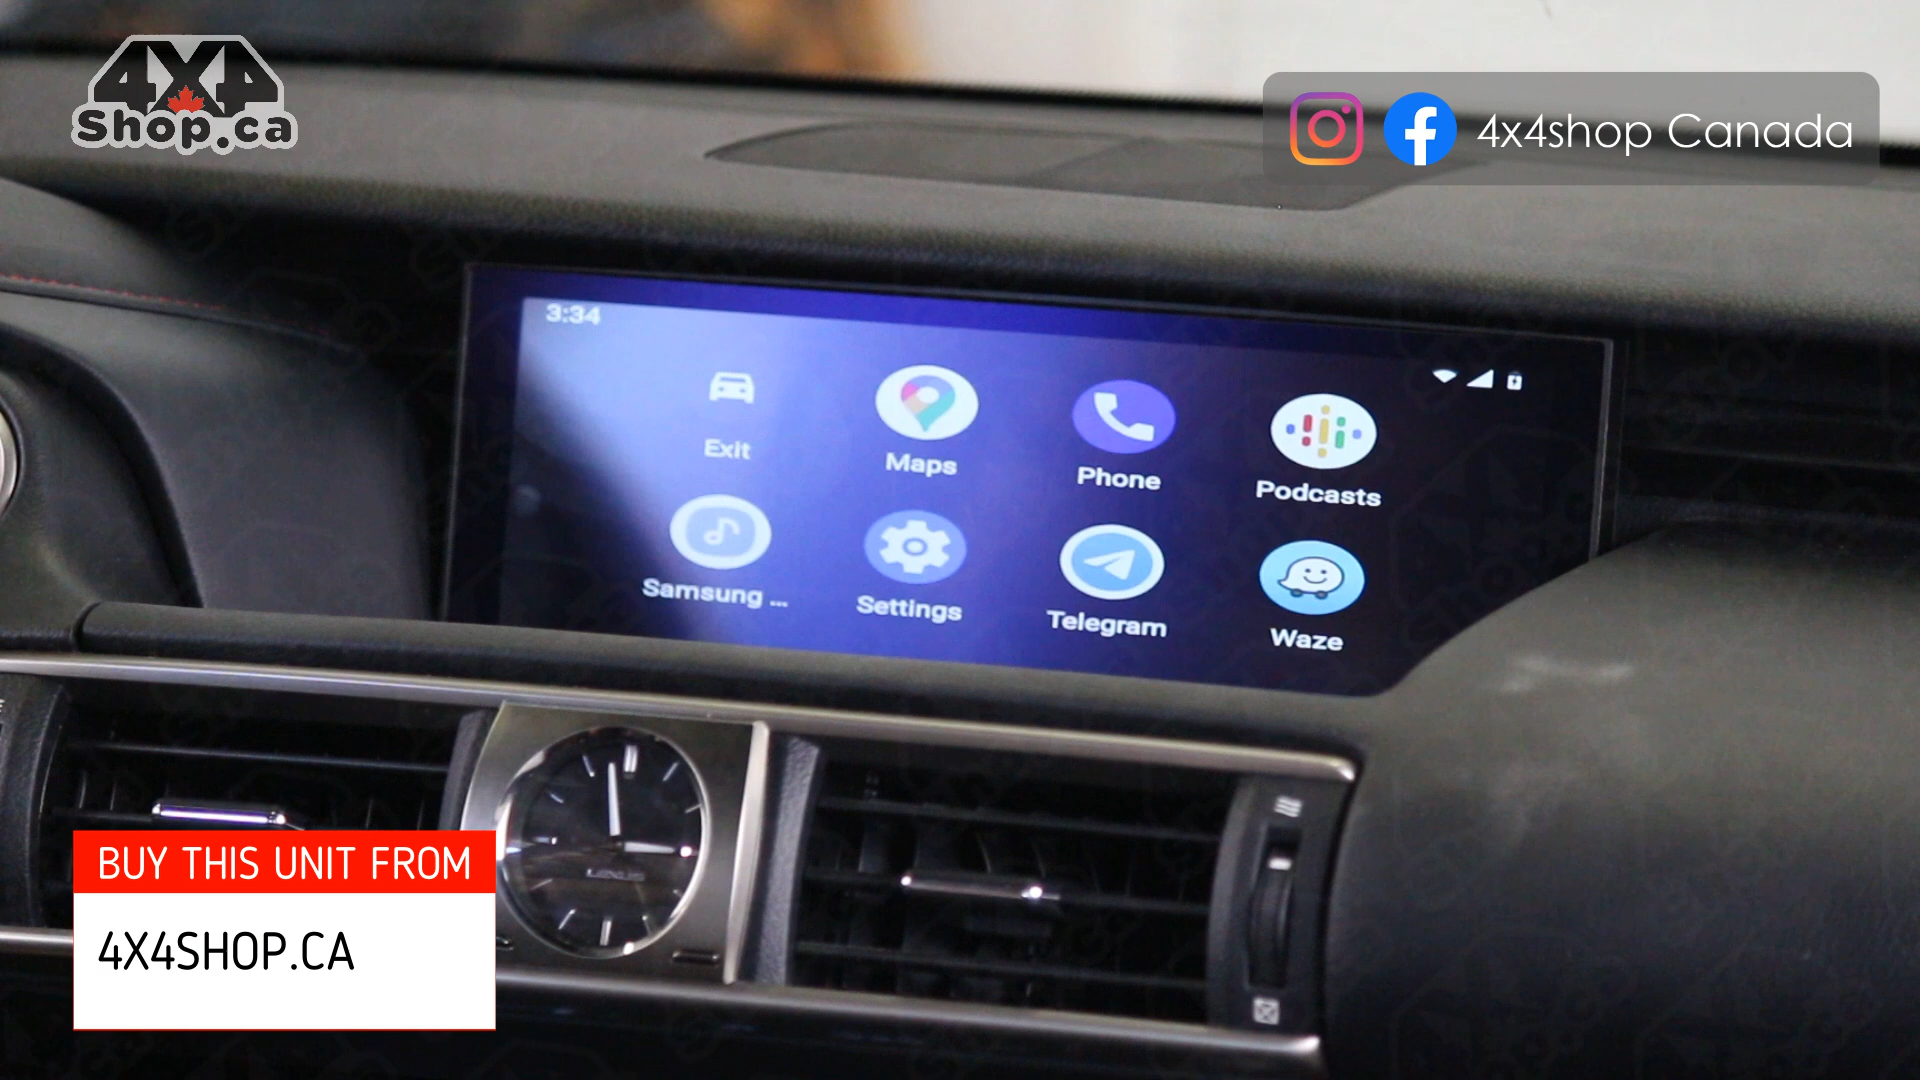 4X4
Shop.ca
4x4shop Canada
3:34
Exit
Maps
Phone
Podcasts
Samsung ...
Settings
Telegram
Waze
LEXUS
BUY THIS UNIT FROM
4X4SHOP.CA